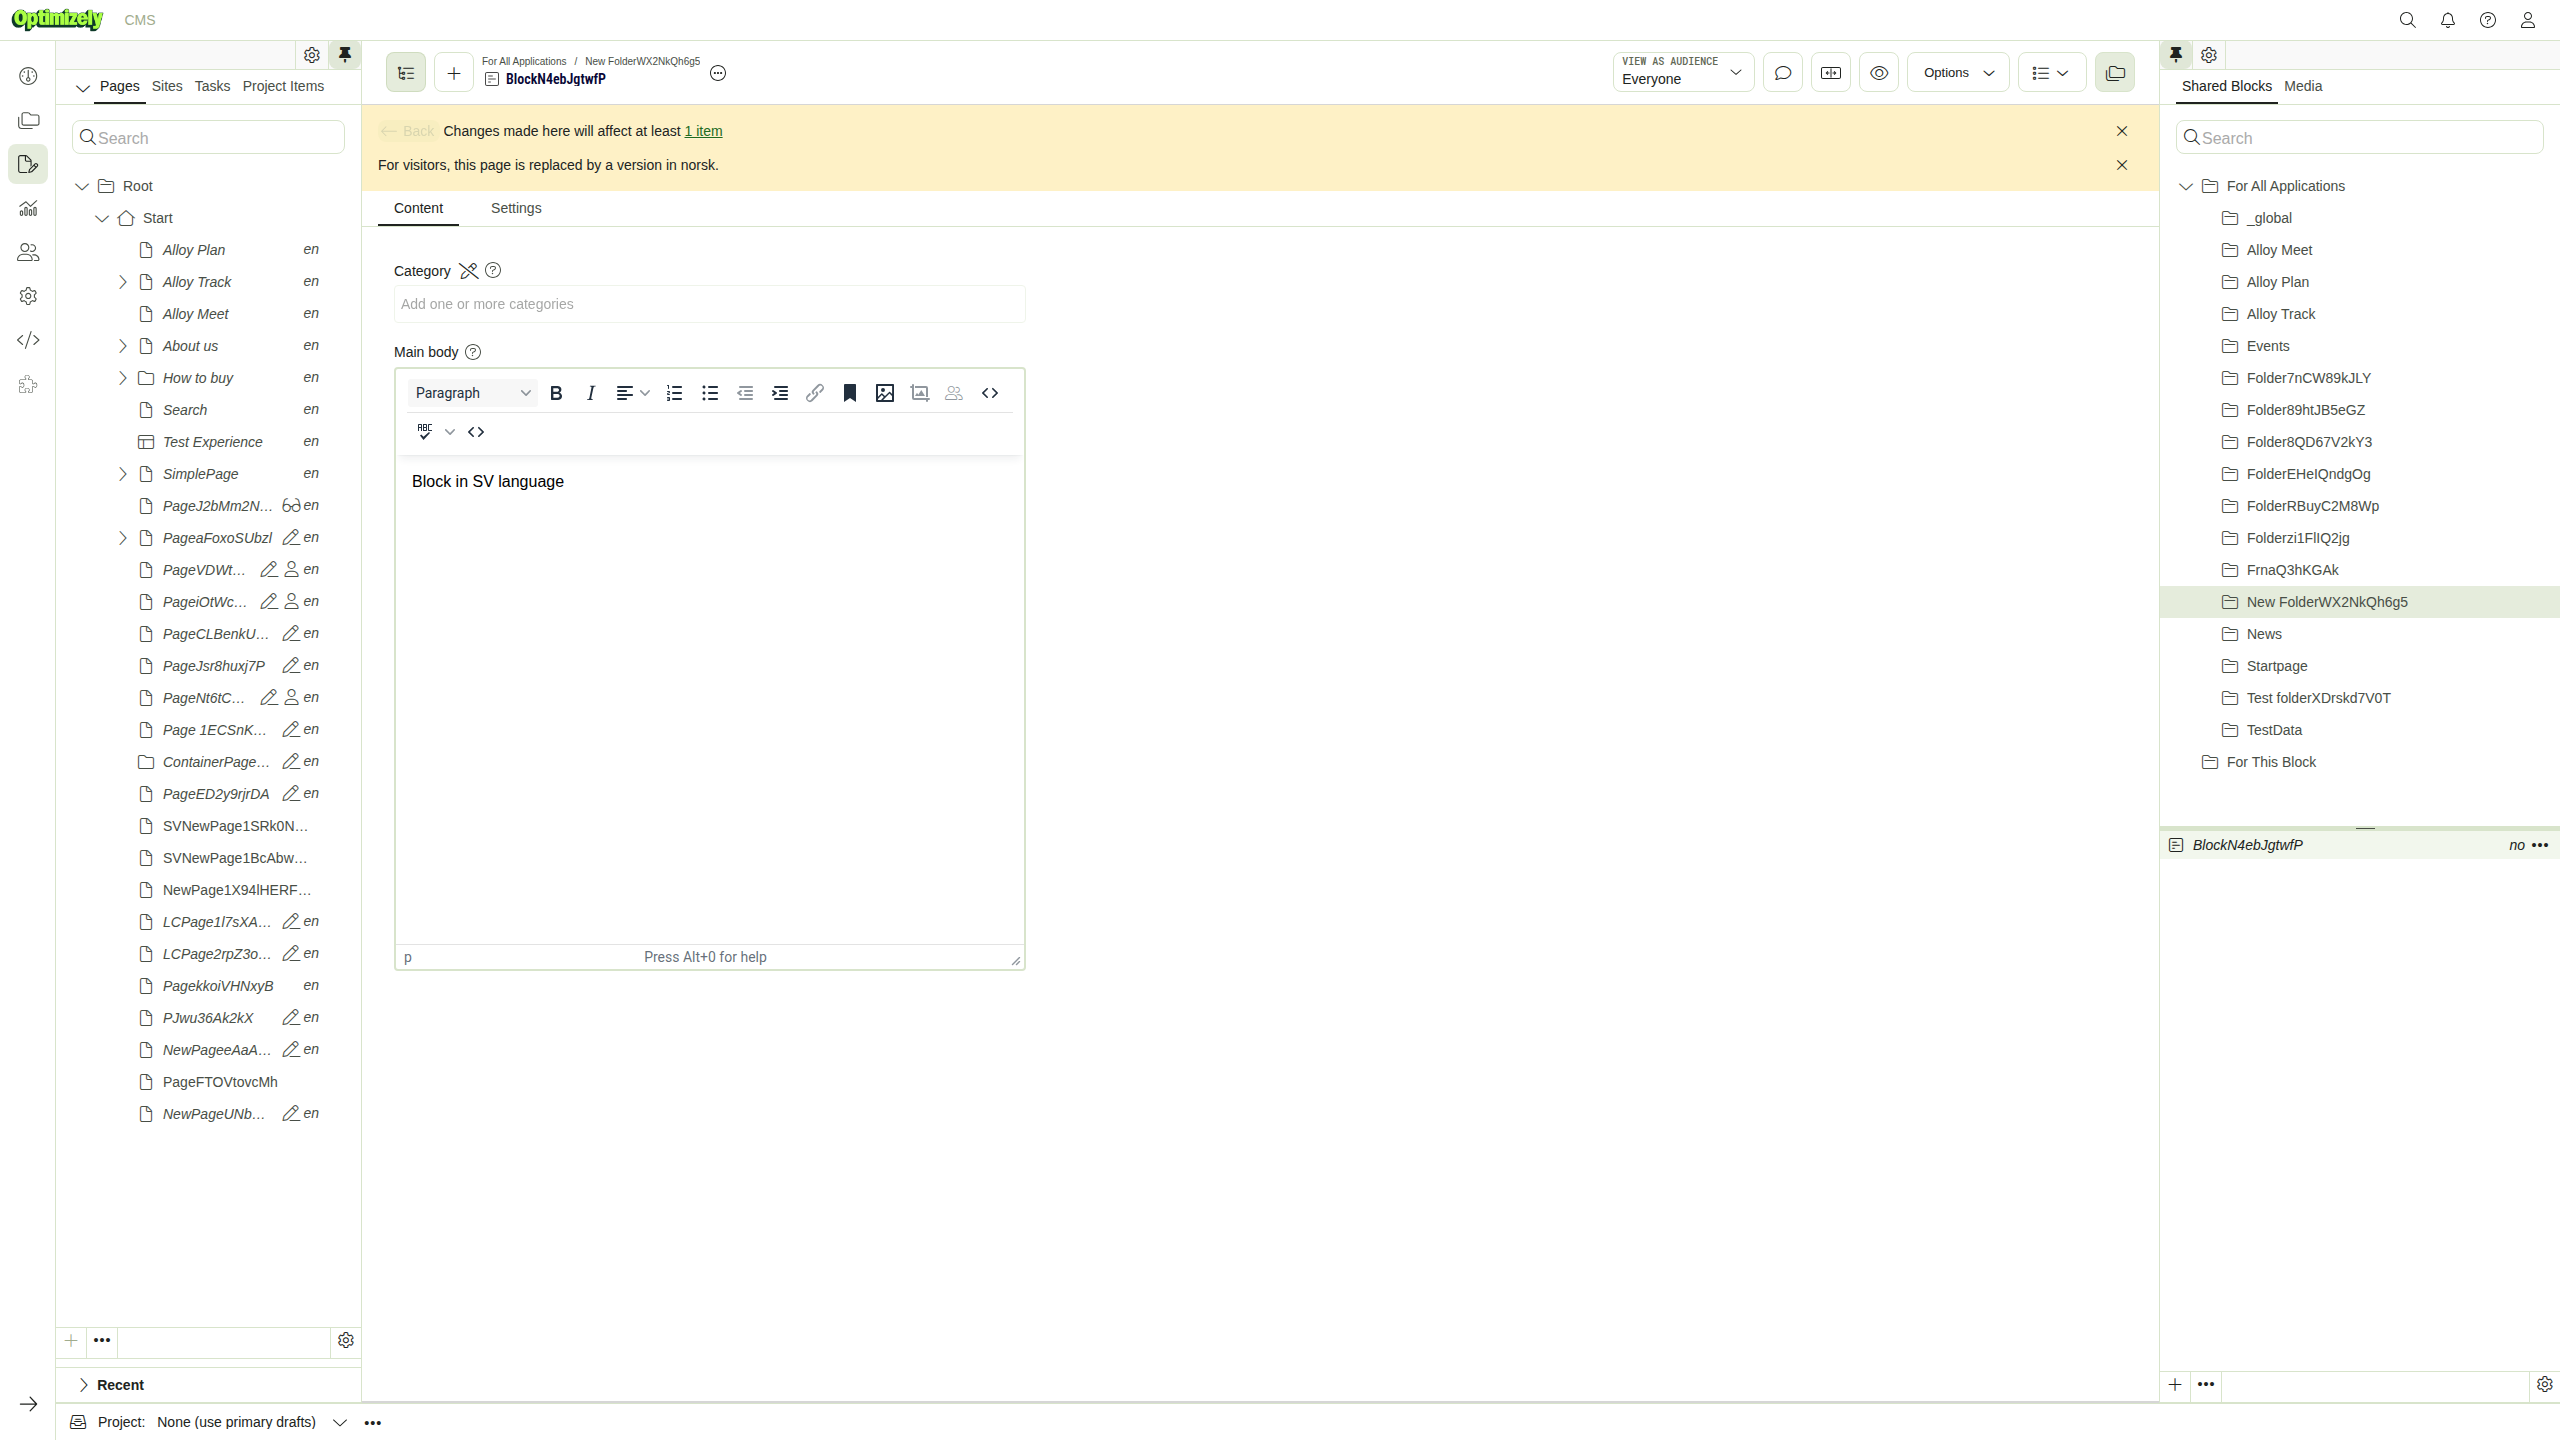 Optimizely CMS
Pages Sites Tasks Project Items
Search
Root
Start
Alloy Plan en
Alloy Track en
Alloy Meet en
About us en
How to buy en
Search en
Test Experience en
SimplePage en
PageJ2bMm2N… en
PageaFoxoSUbzl en
PageVDWt… en
PageiOtWc… en
PageCLBenkU… en
PageJsr8huxj7P en
PageNt6tC… en
Page 1ECSnK… en
ContainerPage… en
PageED2y9rjrDA en
SVNewPage1SRk0N…
SVNewPage1BcAbw…
NewPage1X94lHERF…
LCPage1l7sXA… en
LCPage2rpZ3o… en
PagekkoiVHNxyB en
PJwu36Ak2kX en
NewPageeAaA… en
PageFTOVtovcMh
NewPageUNb… en
Recent
Project: None (use primary drafts)
For All Applications / New FolderWX2NkQh6g5
BlockN4ebJgtwfP
VIEW AS AUDIENCE
Everyone
Options
Back Changes made here will affect at least 1 item
For visitors, this page is replaced by a version in norsk.
Content Settings
Category
Add one or more categories
Main body
Paragraph
Block in SV language
p Press Alt+0 for help
Shared Blocks Media
Search
For All Applications
_global
Alloy Meet
Alloy Plan
Alloy Track
Events
Folder7nCW89kJLY
Folder89htJB5eGZ
Folder8QD67V2kY3
FolderEHeIQndgOg
FolderRBuyC2M8Wp
Folderzi1FlIQ2jg
FrnaQ3hKGAk
New FolderWX2NkQh6g5
News
Startpage
Test folderXDrskd7V0T
TestData
For This Block
BlockN4ebJgtwfP no